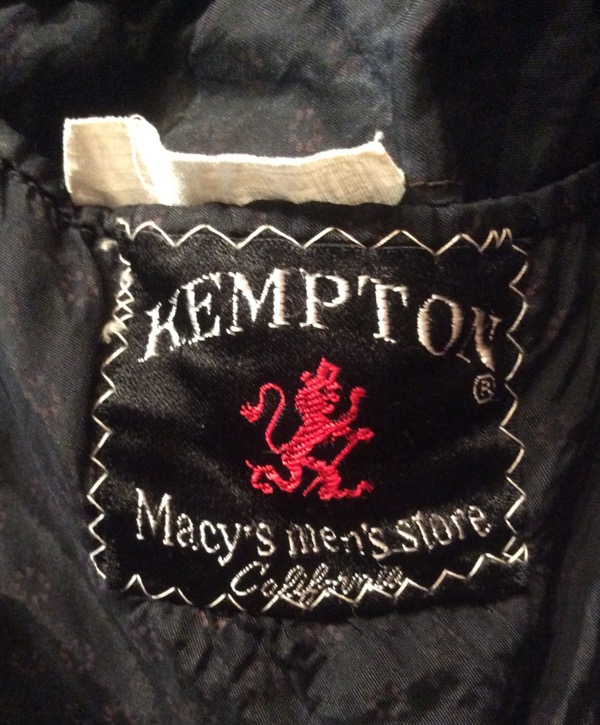 KEMPTON
®
Macy's men's store
California